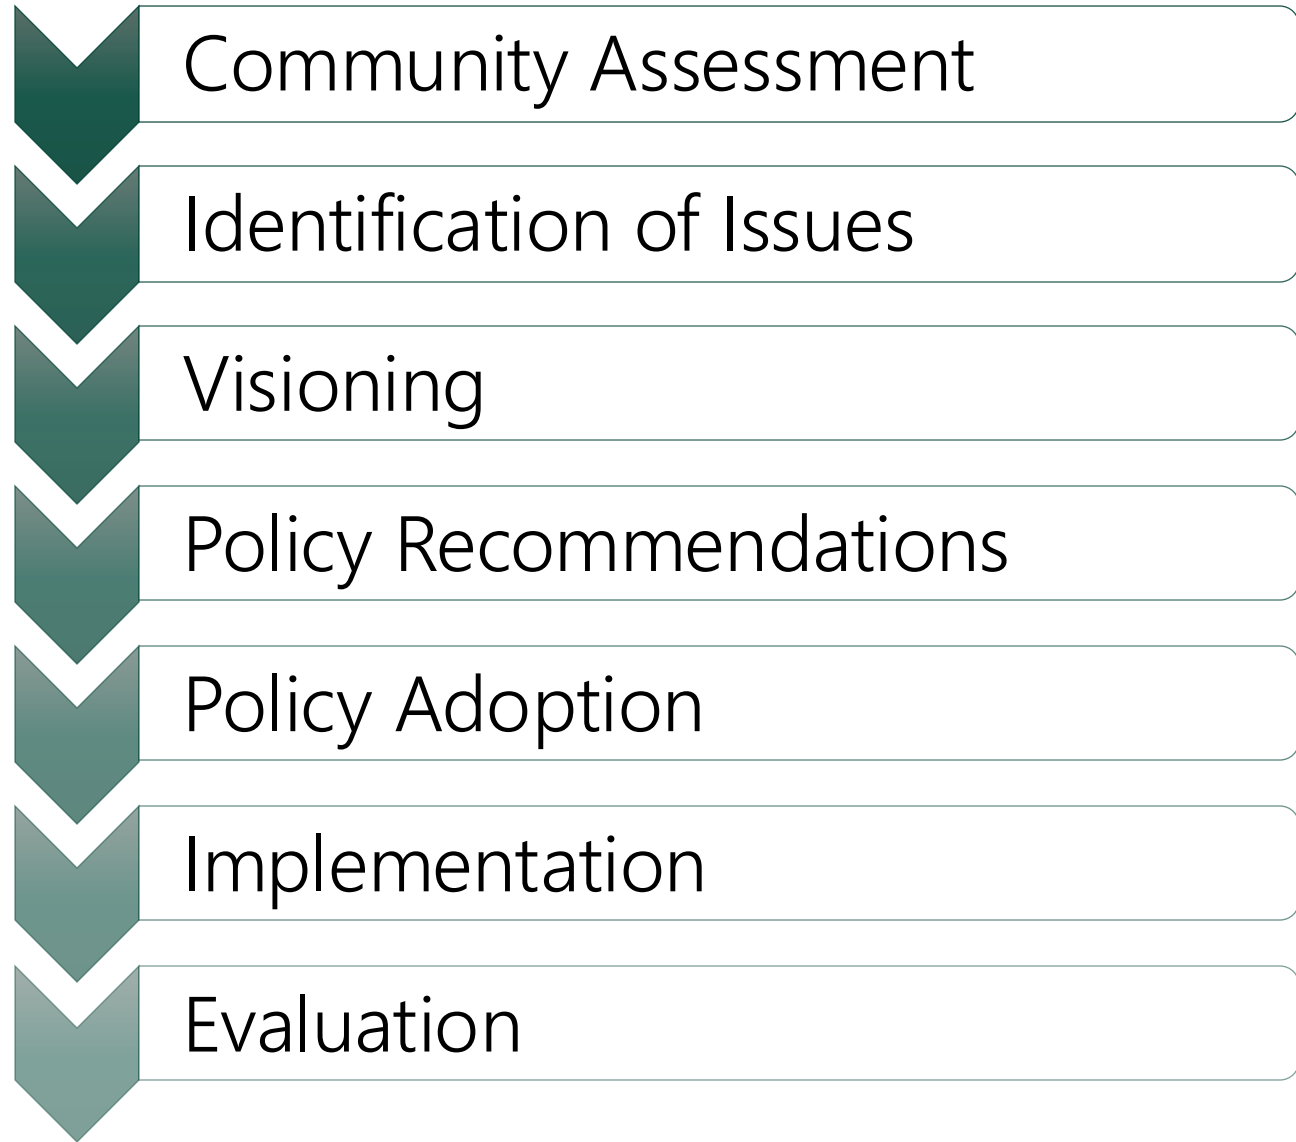 Community Assessment
Identification of Issues
Visioning
Policy Recommendations
Policy Adoption
Implementation
Evaluation